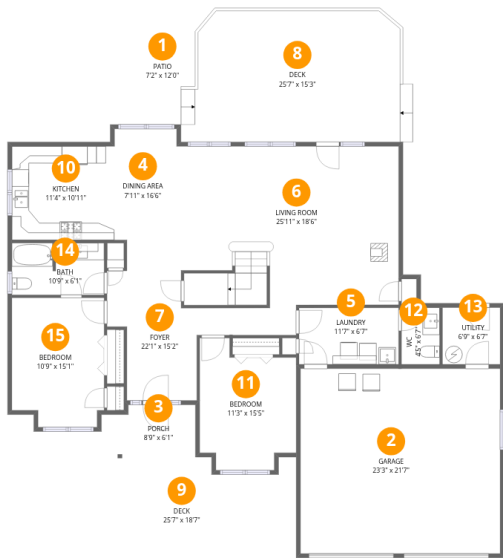 1
PATIO
7'2" x 12'0"
8
DECK
25'7" x 15'3"
10
KITCHEN
11'4" x 10'11"
4
DINING AREA
7'11" x 16'6"
6
LIVING ROOM
25'11" x 18'6"
14
BATH
10'9" x 6'1"
15
BEDROOM
10'9" x 15'1"
7
FOYER
22'1" x 15'2"
5
LAUNDRY
11'7" x 6'7"
12
WC
4'5" x 6'7"
13
UTILITY
6'9" x 6'7"
11
BEDROOM
11'3" x 15'5"
3
PORCH
8'9" x 6'1"
2
GARAGE
23'3" x 21'7"
9
DECK
25'7" x 18'7"